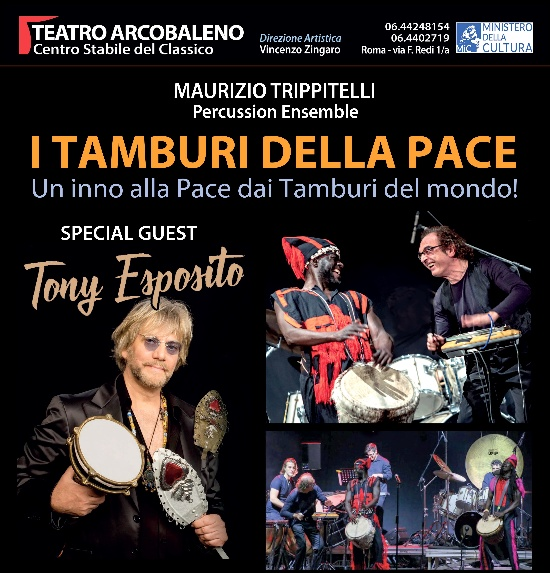 TEATRO ARCOBALENO
Centro Stabile del Classico
Direzione Artistica
Vincenzo Zingaro
06.44248154
06.4402719
Roma - via F. Redi 1/a
MiC
MINISTERO
DELLA
CULTURA
MAURIZIO TRIPPITELLI
Percussion Ensemble
I TAMBURI DELLA PACE
Un inno alla Pace dai Tamburi del mondo!
SPECIAL GUEST
Tony Esposito